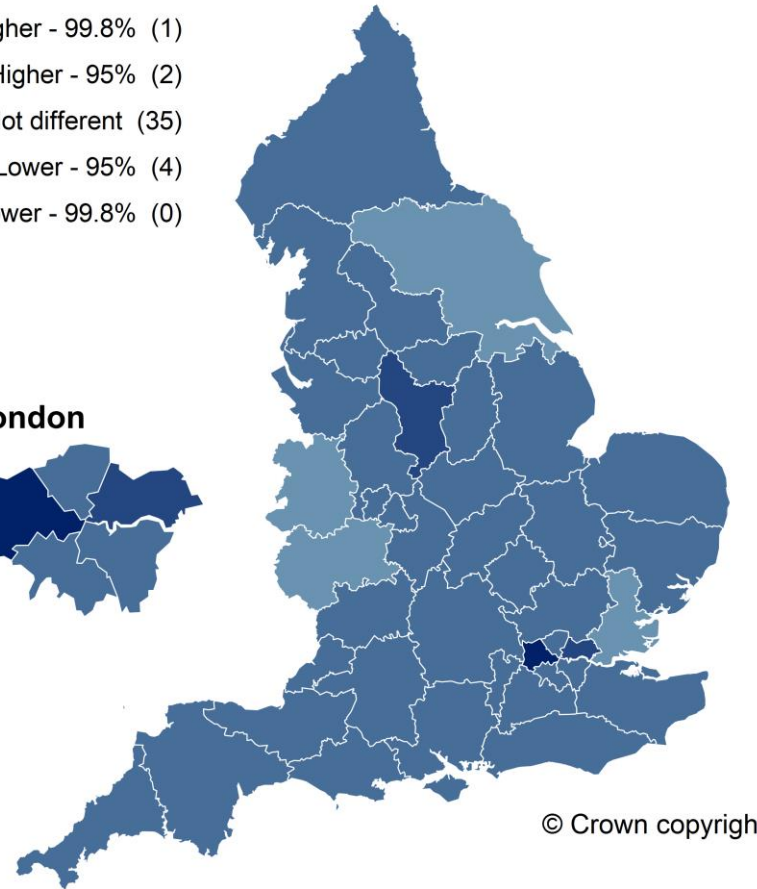 gher - 99.8% (1)
Higher - 95% (2)
ot different (35)
Lower - 95% (4)
wer - 99.8% (0)
ondon
© Crown copyrigh